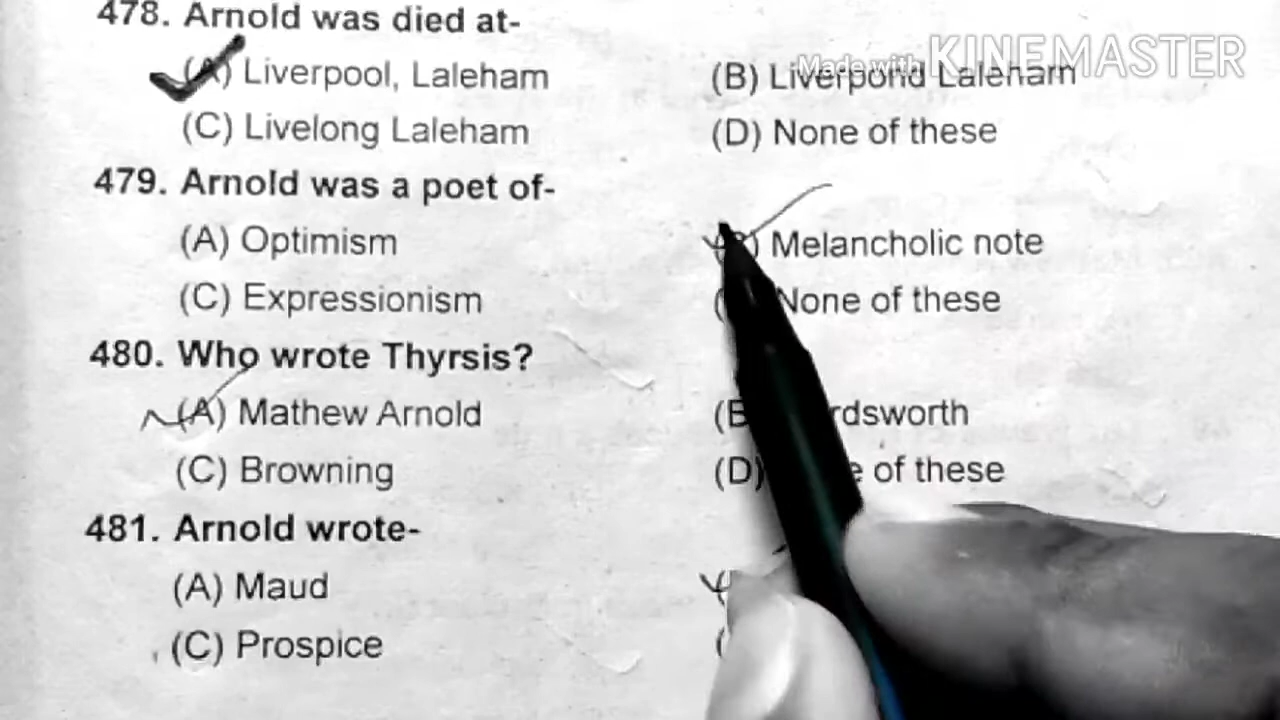 478. Arnold was died at-
(A) Liverpool, Laleham (B) Liverpond Laleham
Made with KINEMASTER
(C) Livelong Laleham (D) None of these
479. Arnold was a poet of-
(A) Optimism (B) Melancholic note
(C) Expressionism None of these
480. Who wrote Thyrsis?
(A) Mathew Arnold
(C) Browning (D) of these
481. Arnold wrote-
(A) Maud
(C) Prospice